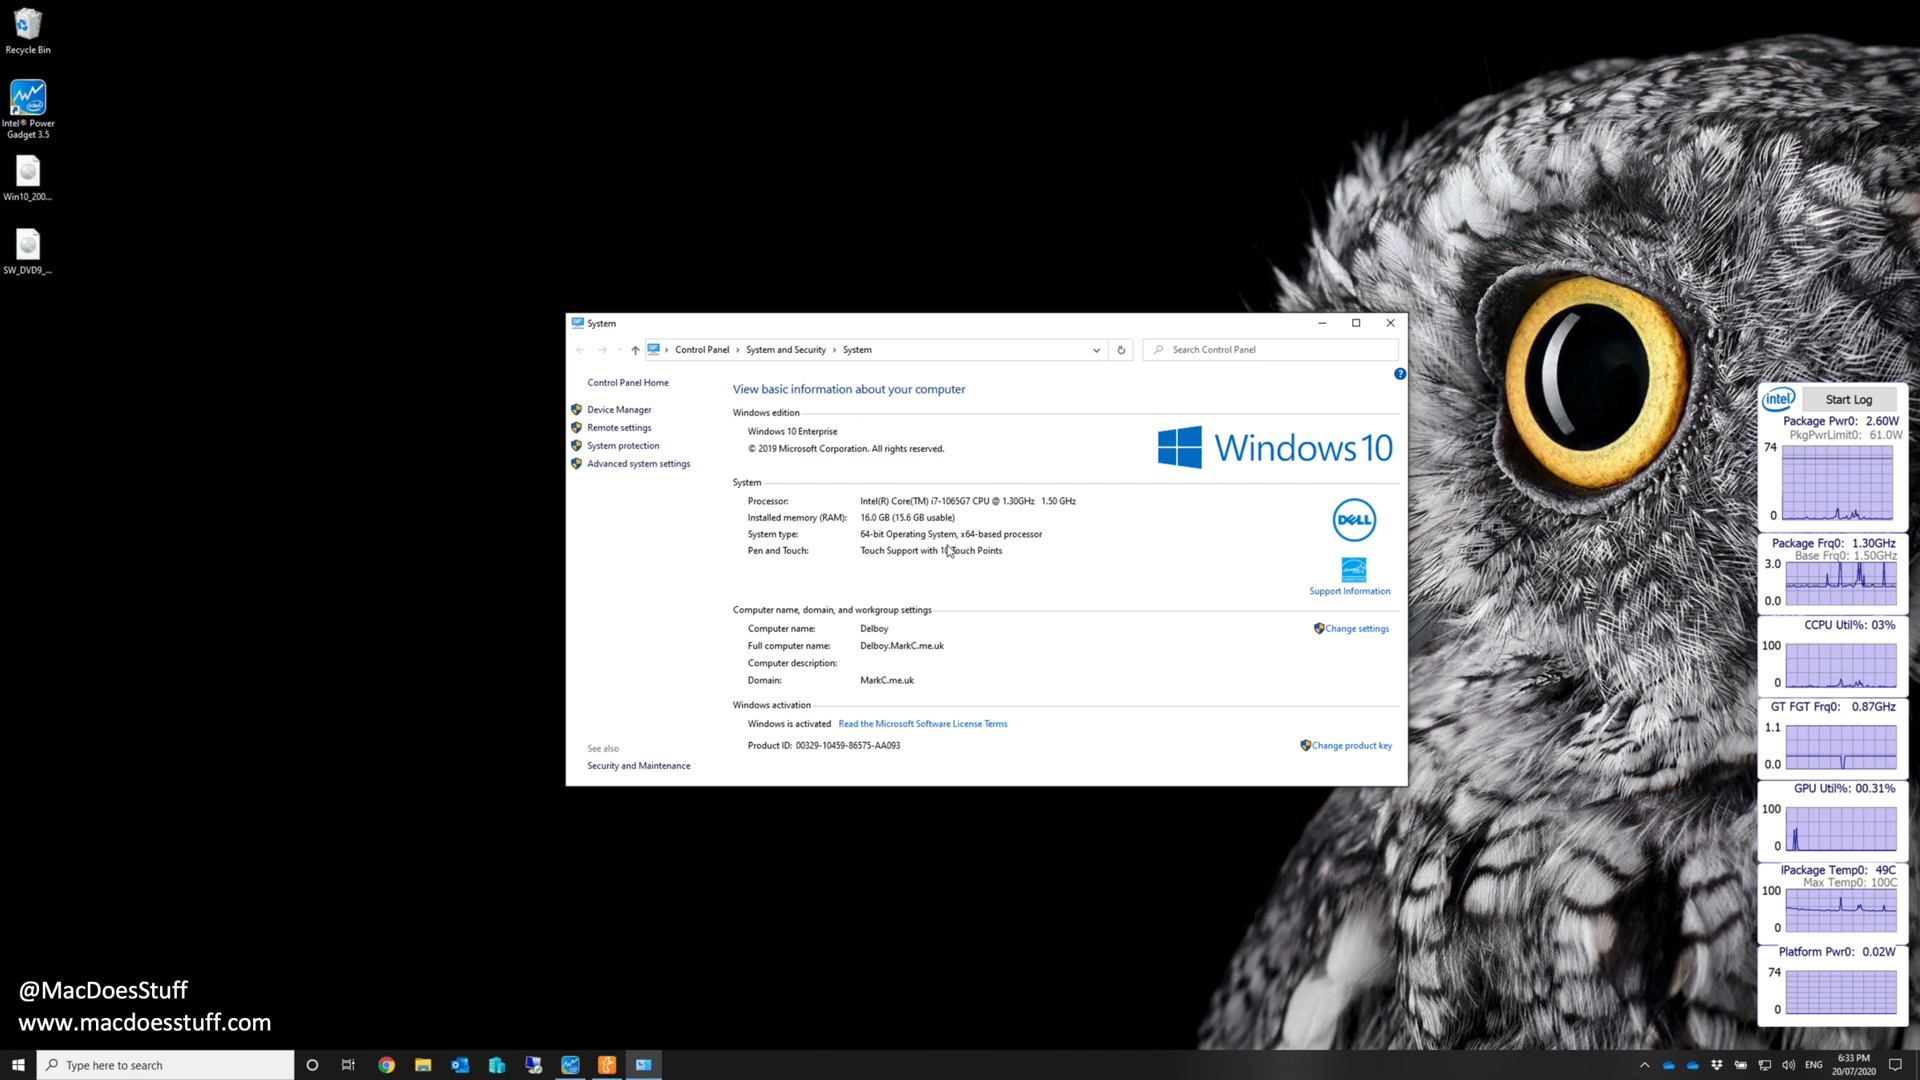 Recycle Bin
Intel® Power
Gadget 3.5
Win10_200...
SW_DVD9_...
System
Control Panel › System and Security › System
Search Control Panel
Control Panel Home
Device Manager
Remote settings
System protection
Advanced system settings
See also
Security and Maintenance
View basic information about your computer
Windows edition
Windows 10 Enterprise
© 2019 Microsoft Corporation. All rights reserved.
Windows 10
System
Processor: Intel(R) Core(TM) i7-1065G7 CPU @ 1.30GHz 1.50 GHz
Installed memory (RAM): 16.0 GB (15.6 GB usable)
System type: 64-bit Operating System, x64-based processor
Pen and Touch: Touch Support with 10 Touch Points
DELL
Support Information
Computer name, domain, and workgroup settings
Computer name: Delboy
Change settings
Full computer name: Delboy.MarkC.me.uk
Computer description:
Domain: MarkC.me.uk
Windows activation
Windows is activated Read the Microsoft Software License Terms
Product ID: 00329-10459-86575-AA093
Change product key
intel
Start Log
Package Pwr0: 2.60W
PkgPwrLimit0: 61.0W
74
0
Package Frq0: 1.30GHz
Base Frq0: 1.50GHz
3.0
0.0
CCPU Util%: 03%
100
0
GT FGT Frq0: 0.87GHz
1.1
0.0
GPU Util%: 00.31%
100
0
lPackage Temp0: 49C
Max Temp0: 100C
100
0
Platform Pwr0: 0.02W
74
0
@MacDoesStuff
www.macdoesstuff.com
Type here to search
ENG
6:33 PM
20/07/2020